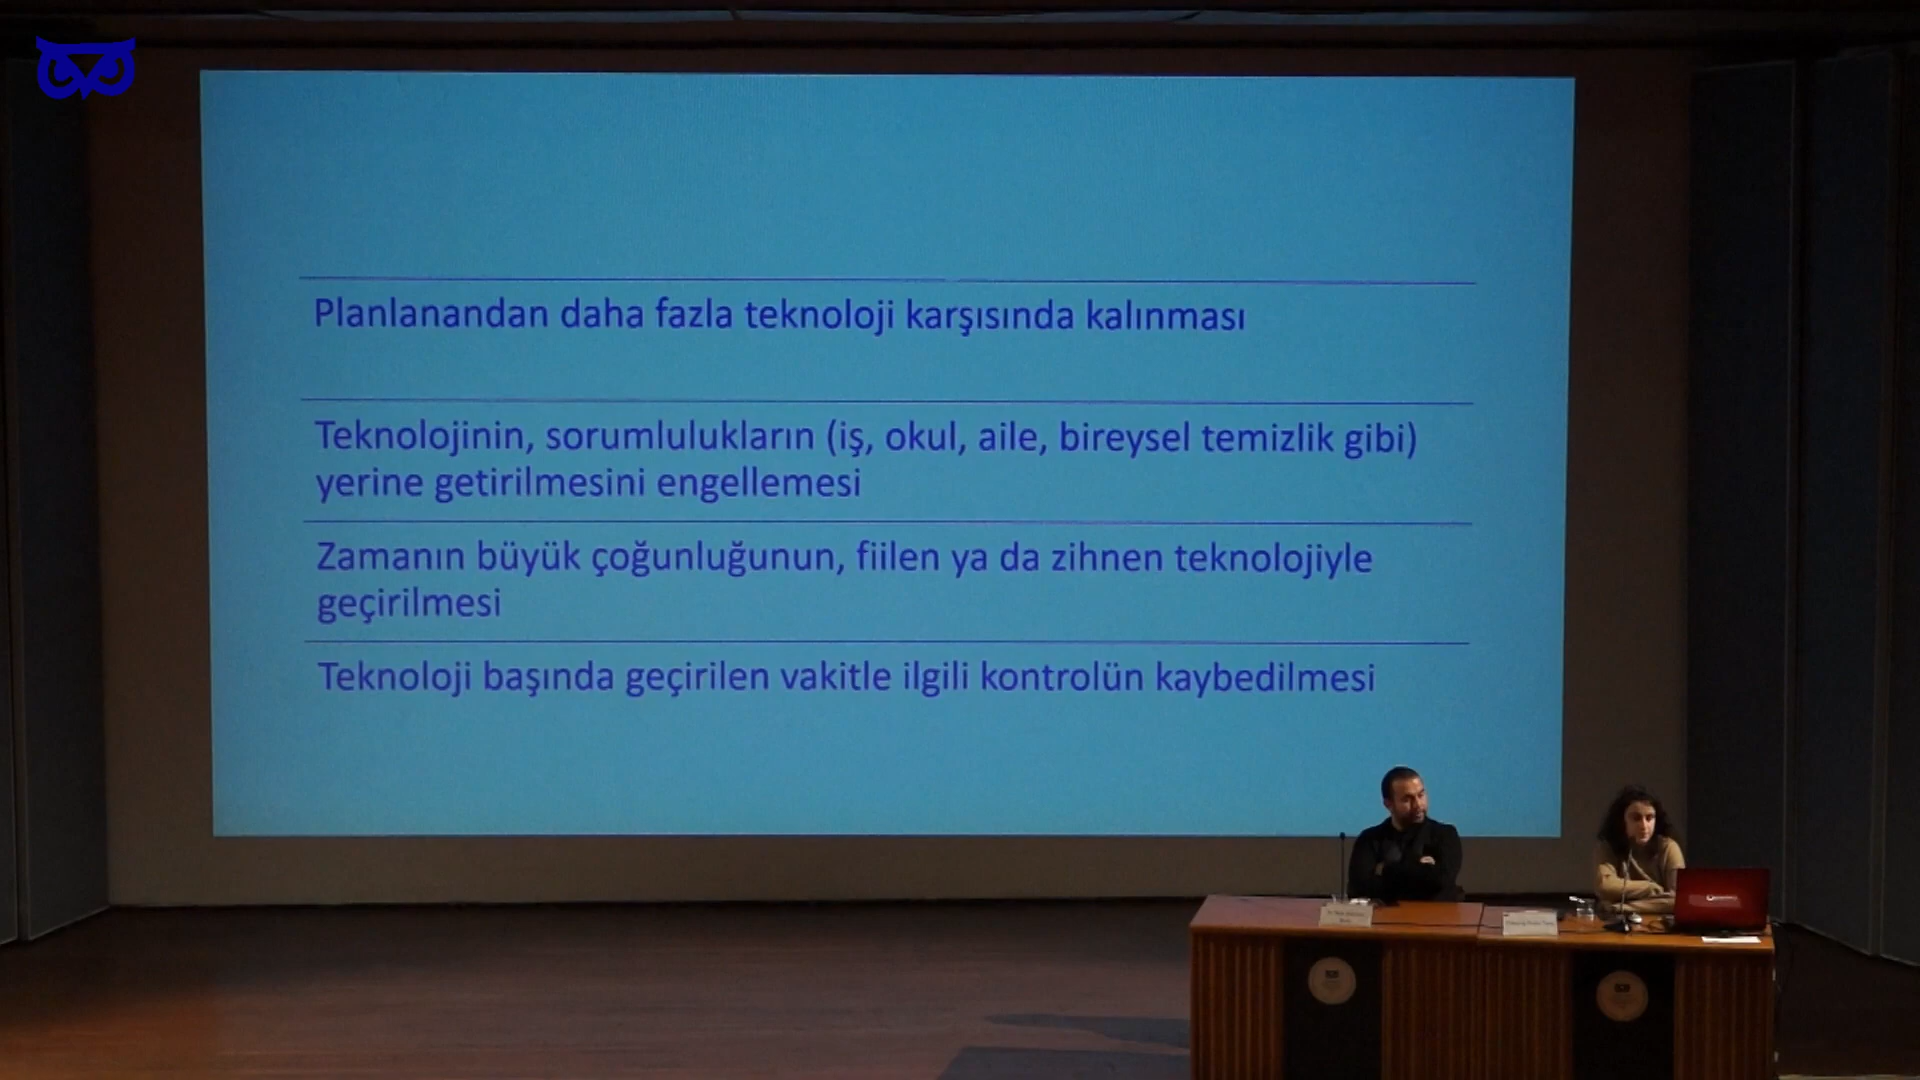 Planlanandan daha fazla teknoloji karşısında kalınması
Teknolojinin, sorumlulukların (iş, okul, aile, bireysel temizlik gibi)
yerine getirilmesini engellemesi
Zamanın büyük çoğunluğunun, fiilen ya da zihnen teknolojiyle
geçirilmesi
Teknoloji başında geçirilen vakitle ilgili kontrolün kaybedilmesi